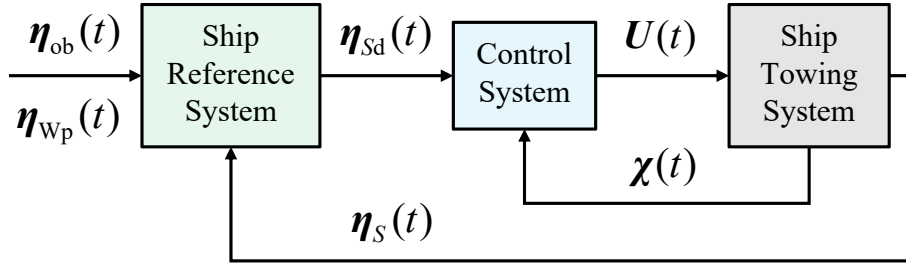 η_ob(t)
η_Wp(t)
Ship
Reference
System
η_Sd(t)
Control
System
U(t)
Ship
Towing
System
χ(t)
η_S(t)